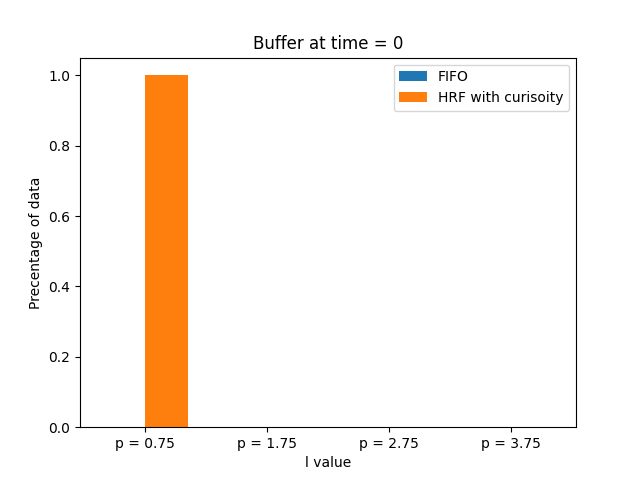 Buffer at time = 0
FIFO
HRF with curisoity
1.0
0.8
0.6
0.4
0.2
0.0
Precentage of data
p = 0.75 p = 1.75 p = 2.75 p = 3.75
l value